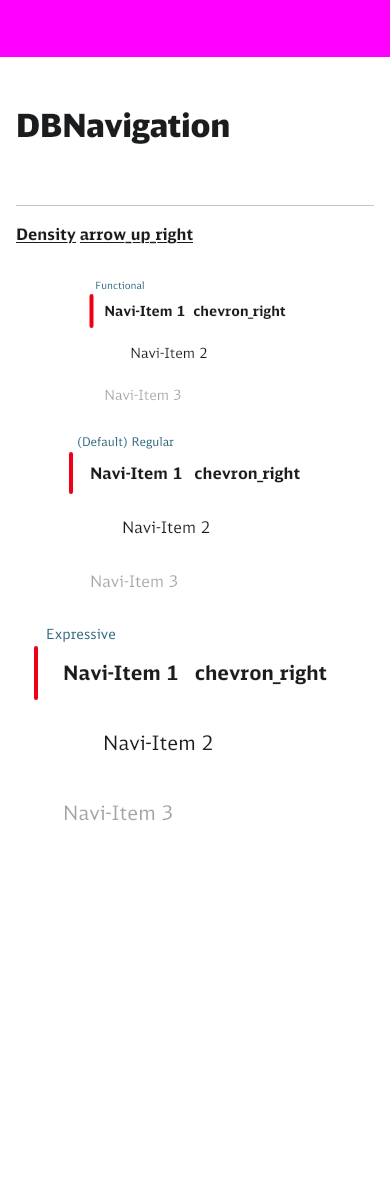 DBNavigation
Density arrow_up_right
Functional
Navi-Item 1 chevron_right
Navi-Item 2
Navi-Item 3
(Default) Regular
Navi-Item 1 chevron_right
Navi-Item 2
Navi-Item 3
Expressive
Navi-Item 1 chevron_right
Navi-Item 2
Navi-Item 3